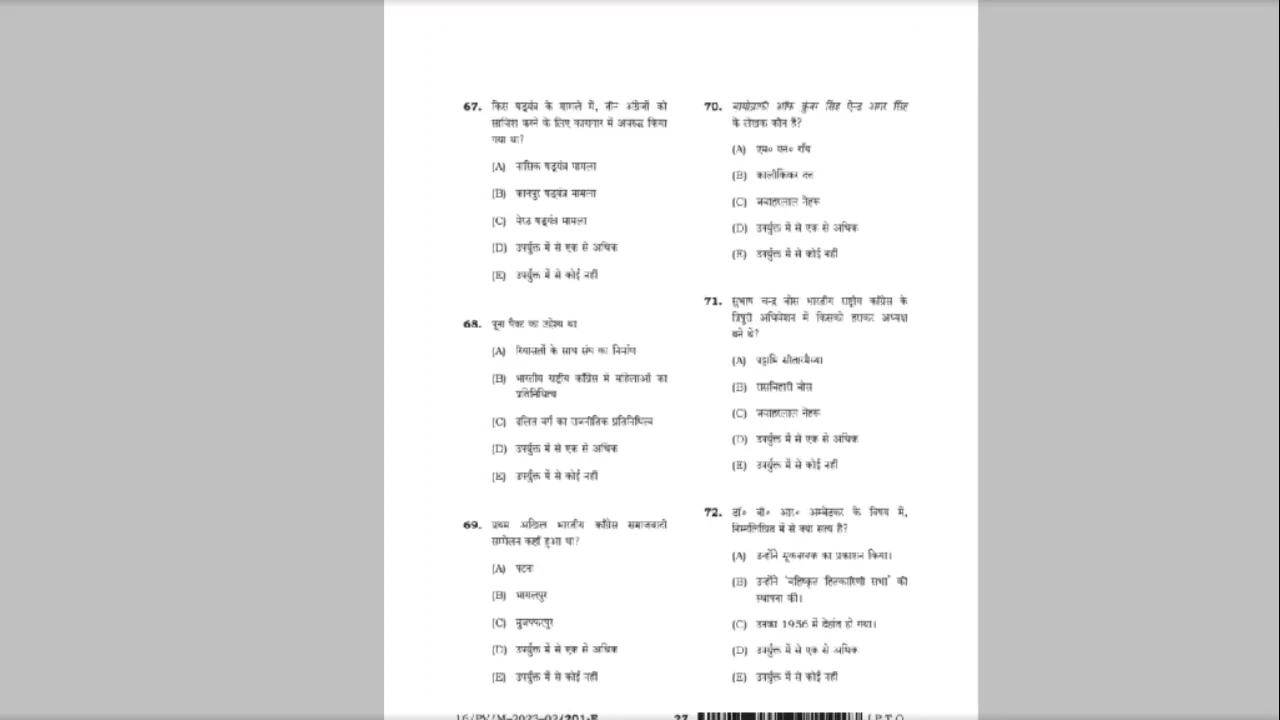 67. किस षड्यंत्र के मामले में, तीन अंग्रेजों को
साजिश करने के लिए कारागार में अवरुद्ध किया
गया था?
(A) नासिक षड्यंत्र मामला
(B) कानपुर षड्यंत्र मामला
(C) मेरठ षड्यंत्र मामला
(D) उपर्युक्त में से एक से अधिक
(E) उपर्युक्त में से कोई नहीं
68. पूना पैक्ट का उद्देश्य था
(A) रियासतों के साथ संघ का निर्माण
(B) भारतीय राष्ट्रीय काँग्रेस में महिलाओं का
प्रतिनिधित्व
(C) दलित वर्ग का राजनीतिक प्रतिनिधित्व
(D) उपर्युक्त में से एक से अधिक
(E) उपर्युक्त में से कोई नहीं
69. प्रथम अखिल भारतीय काँग्रेस समाजवादी
सम्मेलन कहाँ हुआ था?
(A) पटना
(B) भागलपुर
(C) मुजफ्फरपुर
(D) उपर्युक्त में से एक से अधिक
(E) उपर्युक्त में से कोई नहीं
70. बायोग्राफी ऑफ कुंवर सिंह ऐन्ड अमर सिंह
के लेखक कौन हैं?
(A) एम० एन० रॉय
(B) कालीकिंकर दत्त
(C) जवाहरलाल नेहरू
(D) उपर्युक्त में से एक से अधिक
(E) उपर्युक्त में से कोई नहीं
71. सुभाष चन्द्र बोस भारतीय राष्ट्रीय काँग्रेस के
त्रिपुरी अधिवेशन में किसको हराकर अध्यक्ष
बने थे?
(A) पट्टाभि सीतारमैय्या
(B) रासबिहारी बोस
(C) जवाहरलाल नेहरू
(D) उपर्युक्त में से एक से अधिक
(E) उपर्युक्त में से कोई नहीं
72. डॉ० बी० आर० अम्बेडकर के विषय में,
निम्नलिखित में से क्या सत्य है?
(A) उन्होंने मूकनायक का प्रकाशन किया।
(B) उन्होंने 'बहिष्कृत हितकारिणी सभा' की
स्थापना की।
(C) उनका 1956 में देहांत हो गया।
(D) उपर्युक्त में से एक से अधिक
(E) उपर्युक्त में से कोई नहीं
27 [ P.T.O.